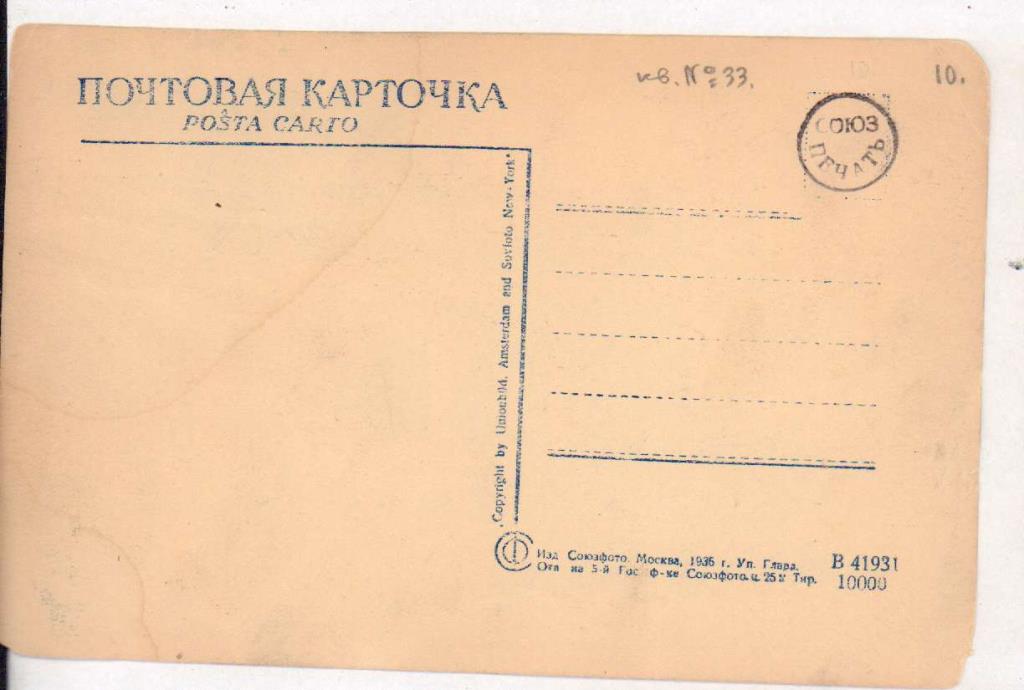 ПОЧТОВАЯ КАРТОЧКА
POŜTA CARTO
кв. № 33.
10.
СОЮЗ
ПЕЧАТЬ
"Copyright by Unionbild. Amsterdam and Sovfoto New-York"
Изд Союзфото Москва, 1936 г. Уп. Глвра.
В 41931
Отп на 5-й Гос ф-ке Союзфото. ц. 25 к Тир.
10000